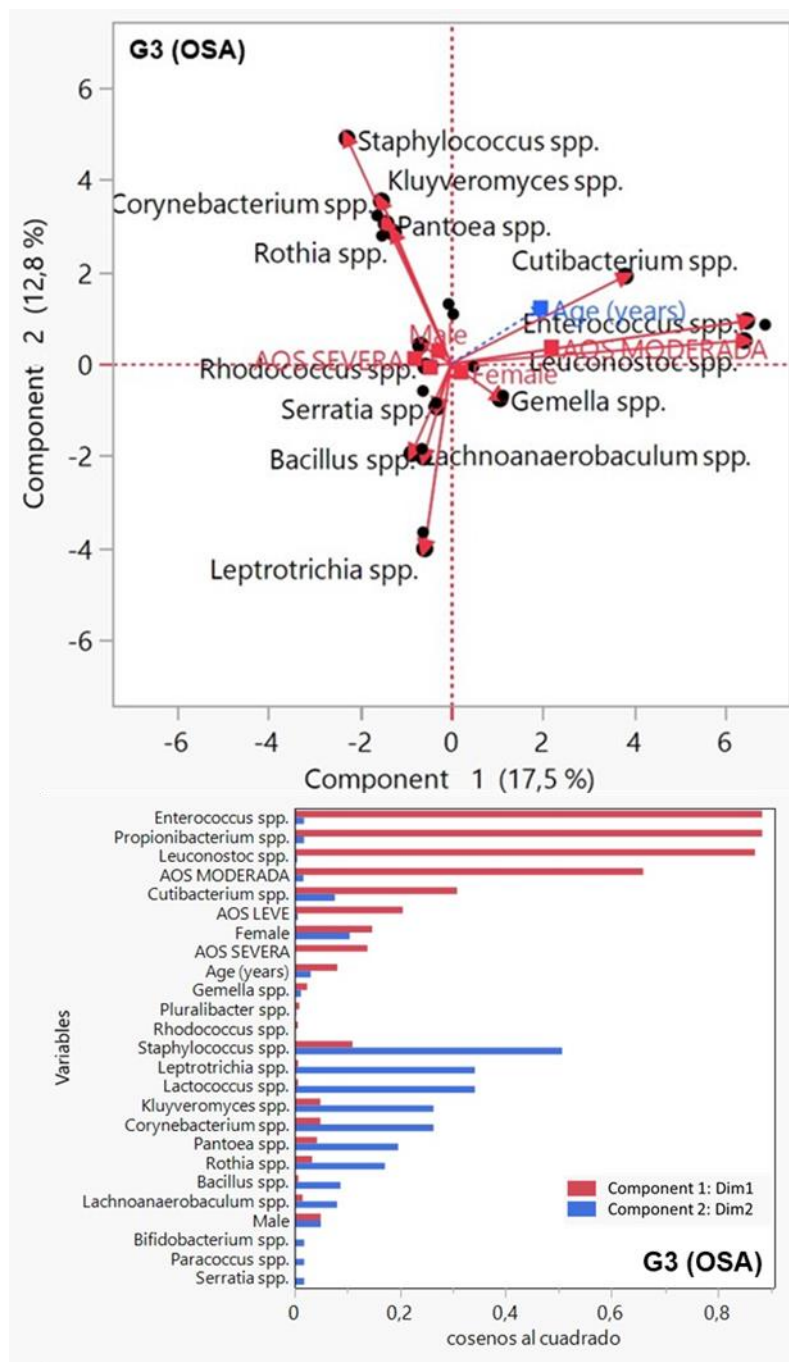 G3 (OSA)
6
4
2
0
-2
-4
-6
Component 2 (12,8 %)
Staphylococcus spp.
Kluyveromyces spp.
Corynebacterium spp.
Pantoea spp.
Rothia spp.
Cutibacterium spp.
Age (years)
Enterococcus spp.
Male
AOS SEVERA
AOS MODERADA
Rhodococcus spp.
Leuconostoc spp.
Female
Serratia spp.
Gemella spp.
Bacillus spp.
Lachnoanaerobaculum spp.
Leptrotrichia spp.
-6 -4 -2 0 2 4 6
Component 1 (17,5 %)
Variables
Enterococcus spp.
Propionibacterium spp.
Leuconostoc spp.
AOS MODERADA
Cutibacterium spp.
AOS LEVE
Female
AOS SEVERA
Age (years)
Gemella spp.
Pluralibacter spp.
Rhodococcus spp.
Staphylococcus spp.
Leptrotrichia spp.
Lactococcus spp.
Kluyveromyces spp.
Corynebacterium spp.
Pantoea spp.
Rothia spp.
Bacillus spp.
Lachnoanaerobaculum spp.
Male
Bifidobacterium spp.
Paracoccus spp.
Serratia spp.
Component 1: Dim1
Component 2: Dim2
G3 (OSA)
0 0,2 0,4 0,6 0,8
cosenos al cuadrado